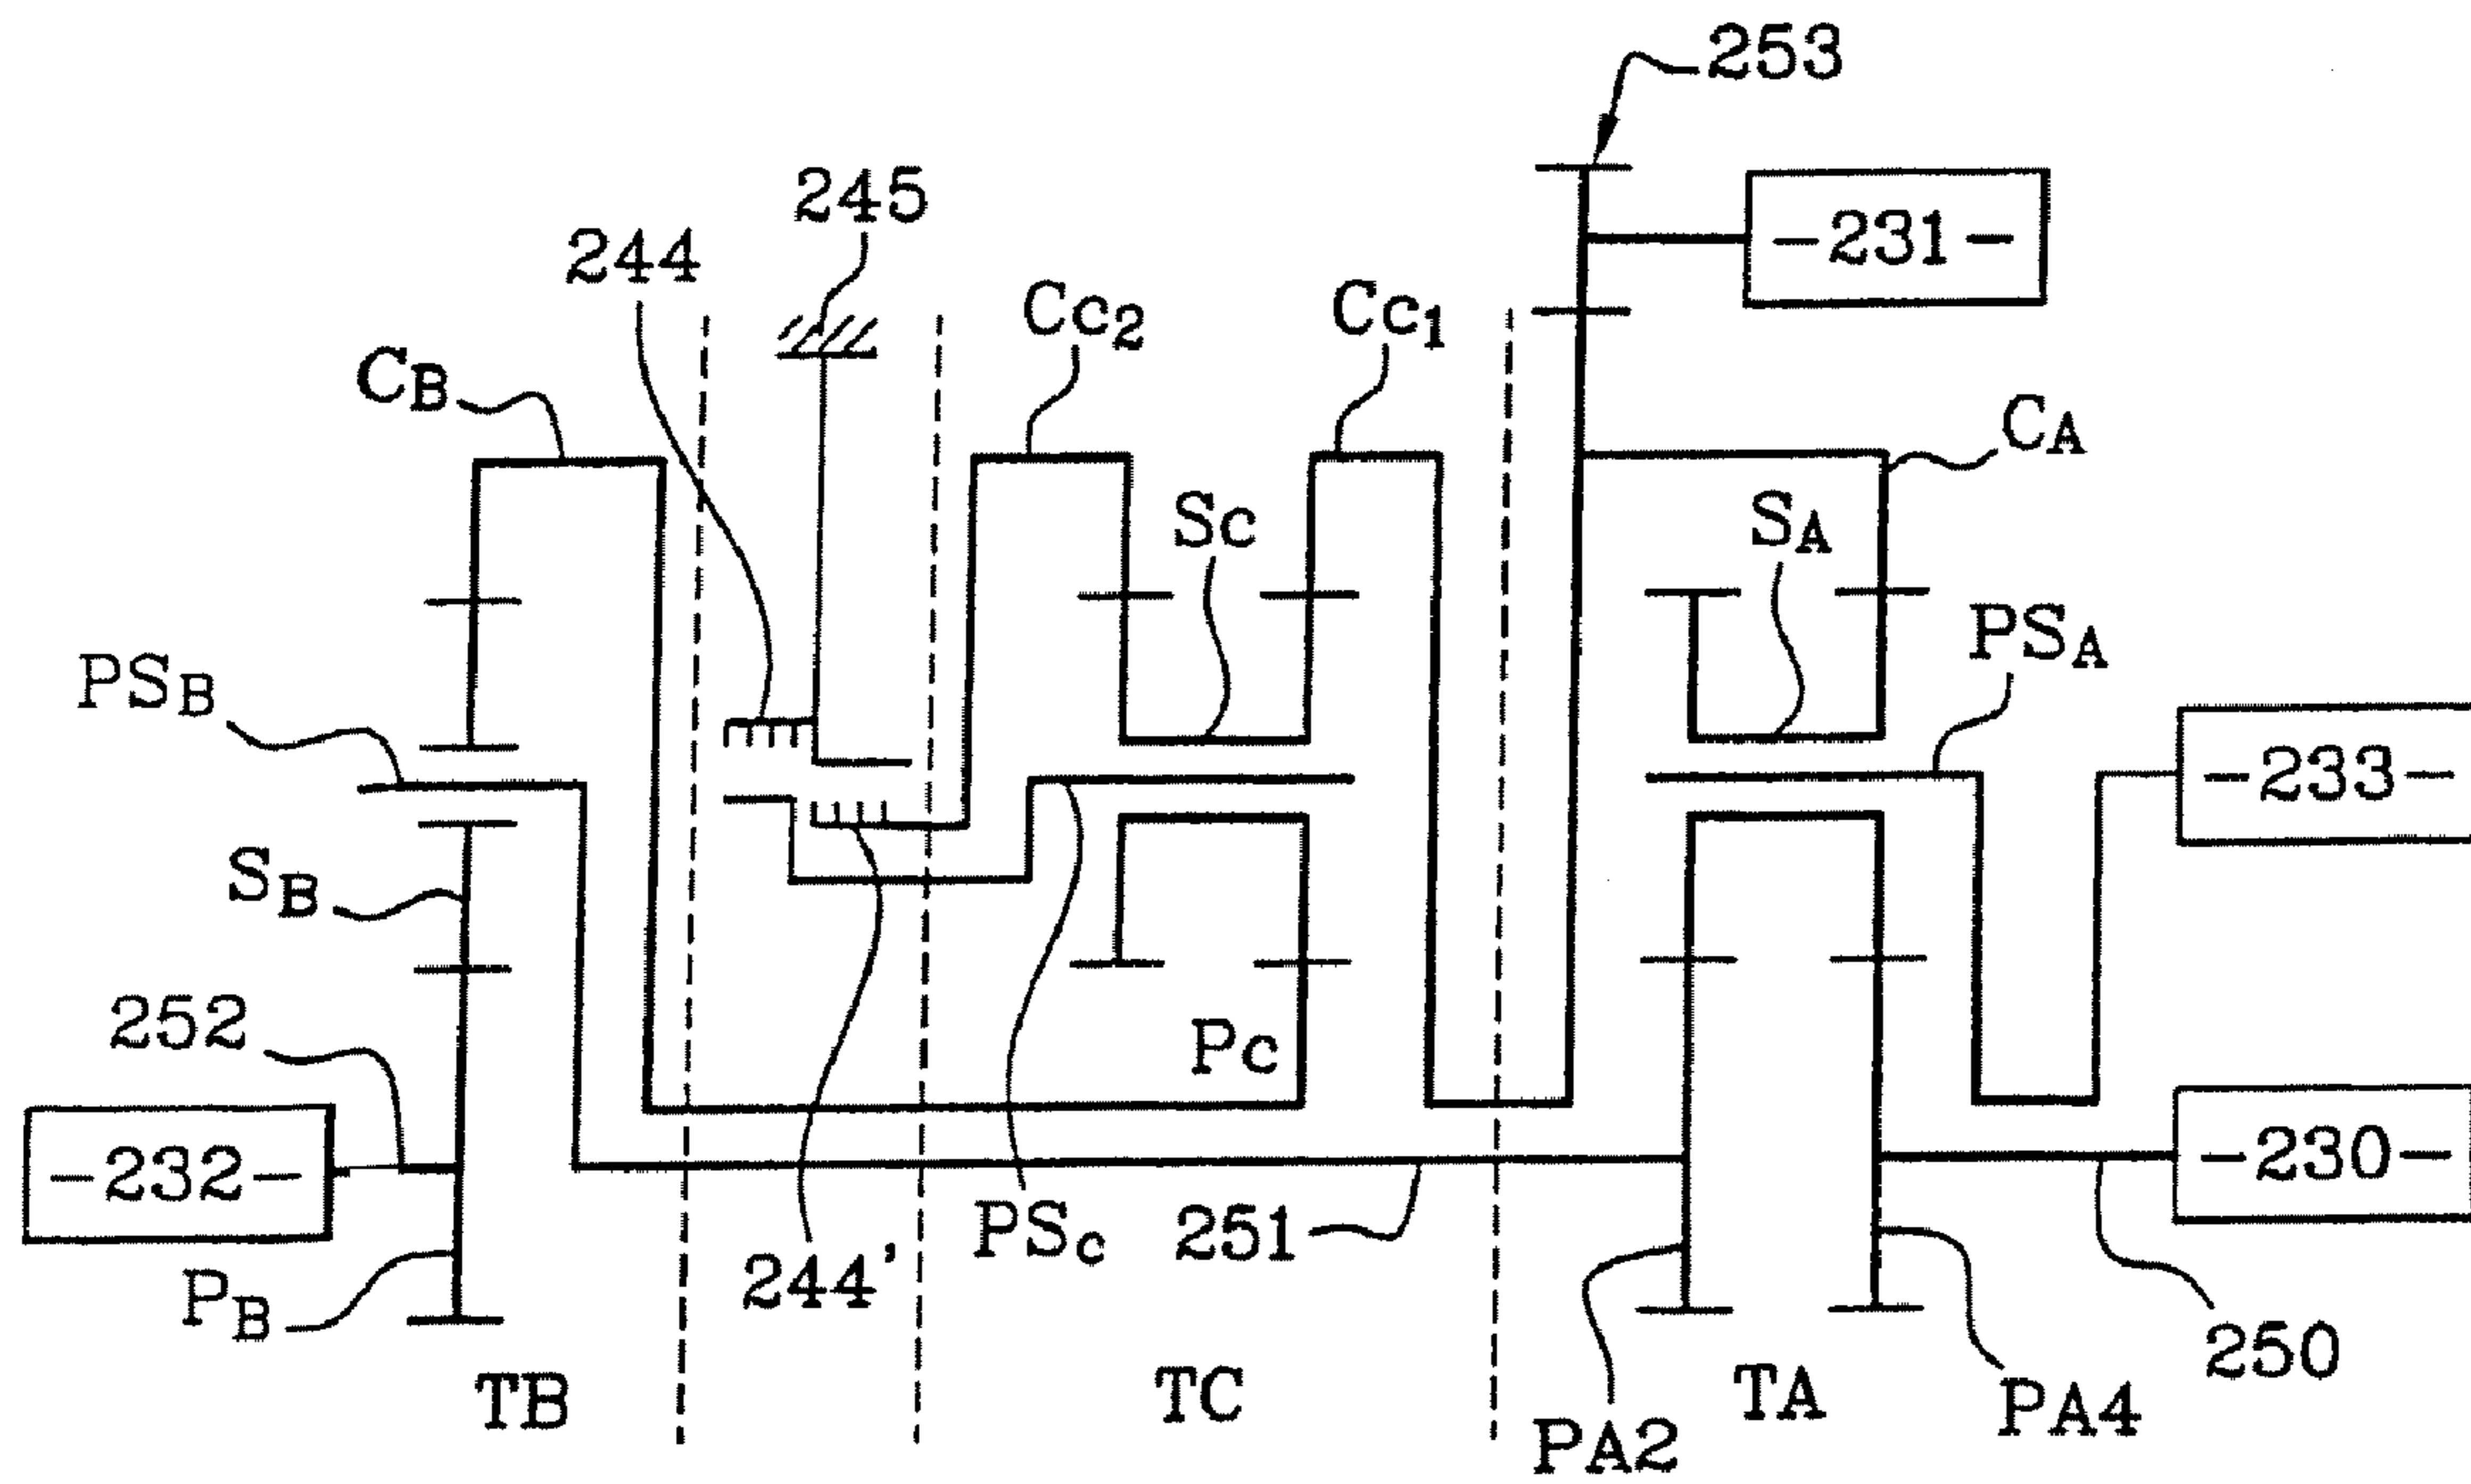 253
245
-231-
244
Cc2
Cc1
CB
CA
Sc
SA
PSA
PSB
-233-
SB
252
Pc
-232-
-230-
PSc
251
244'
PB
250
TB
TC
TA
PA4
PA2